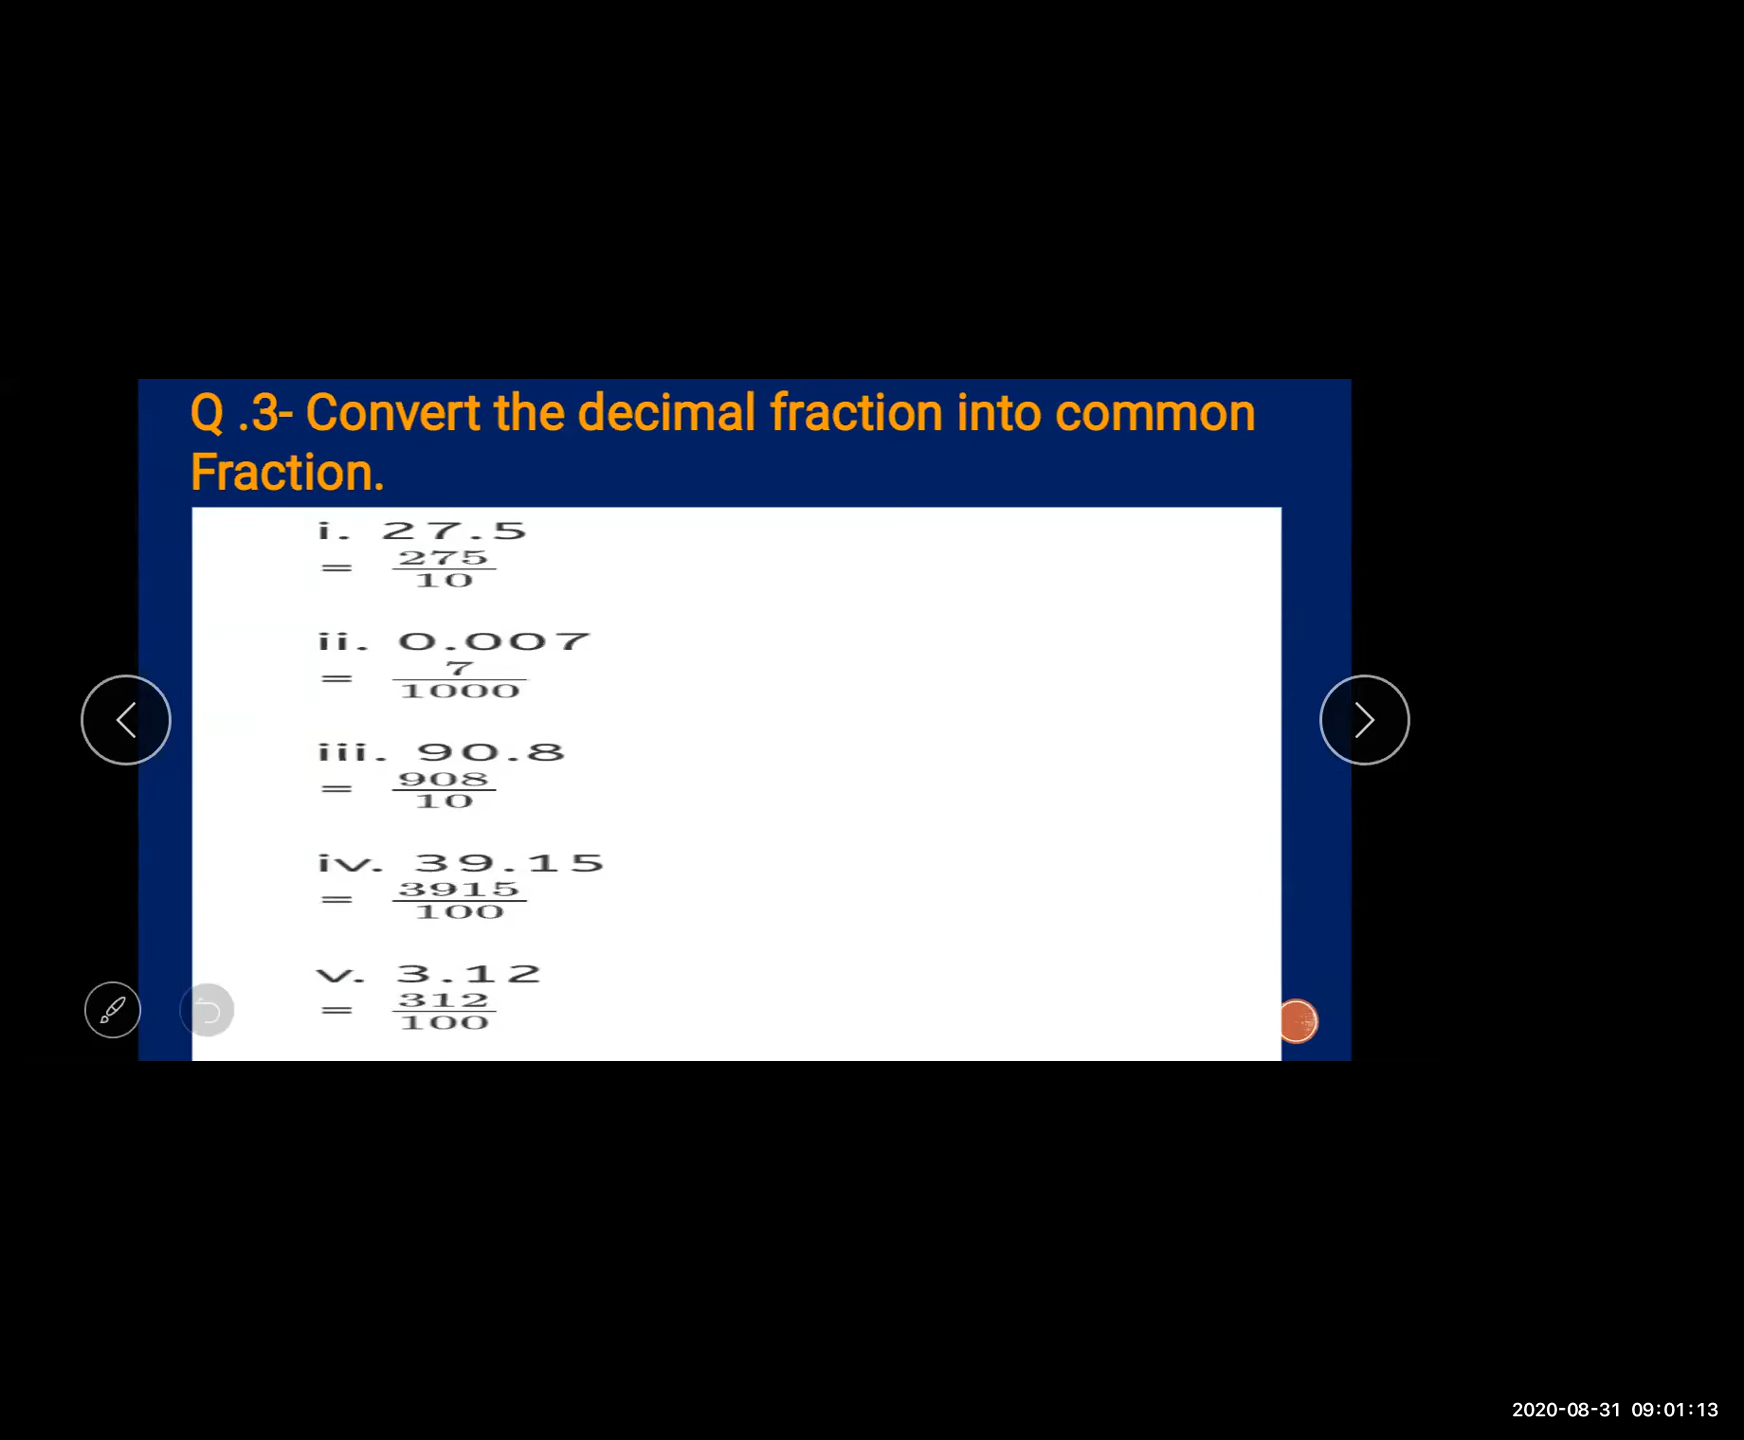 Q .3- Convert the decimal fraction into common
Fraction.
i. 27.5
= 275/10
ii. 0.007
= 7/1000
iii. 90.8
= 908/10
iv. 39.15
= 3915/100
v. 3.12
= 312/100
2020-08-31 09:01:13